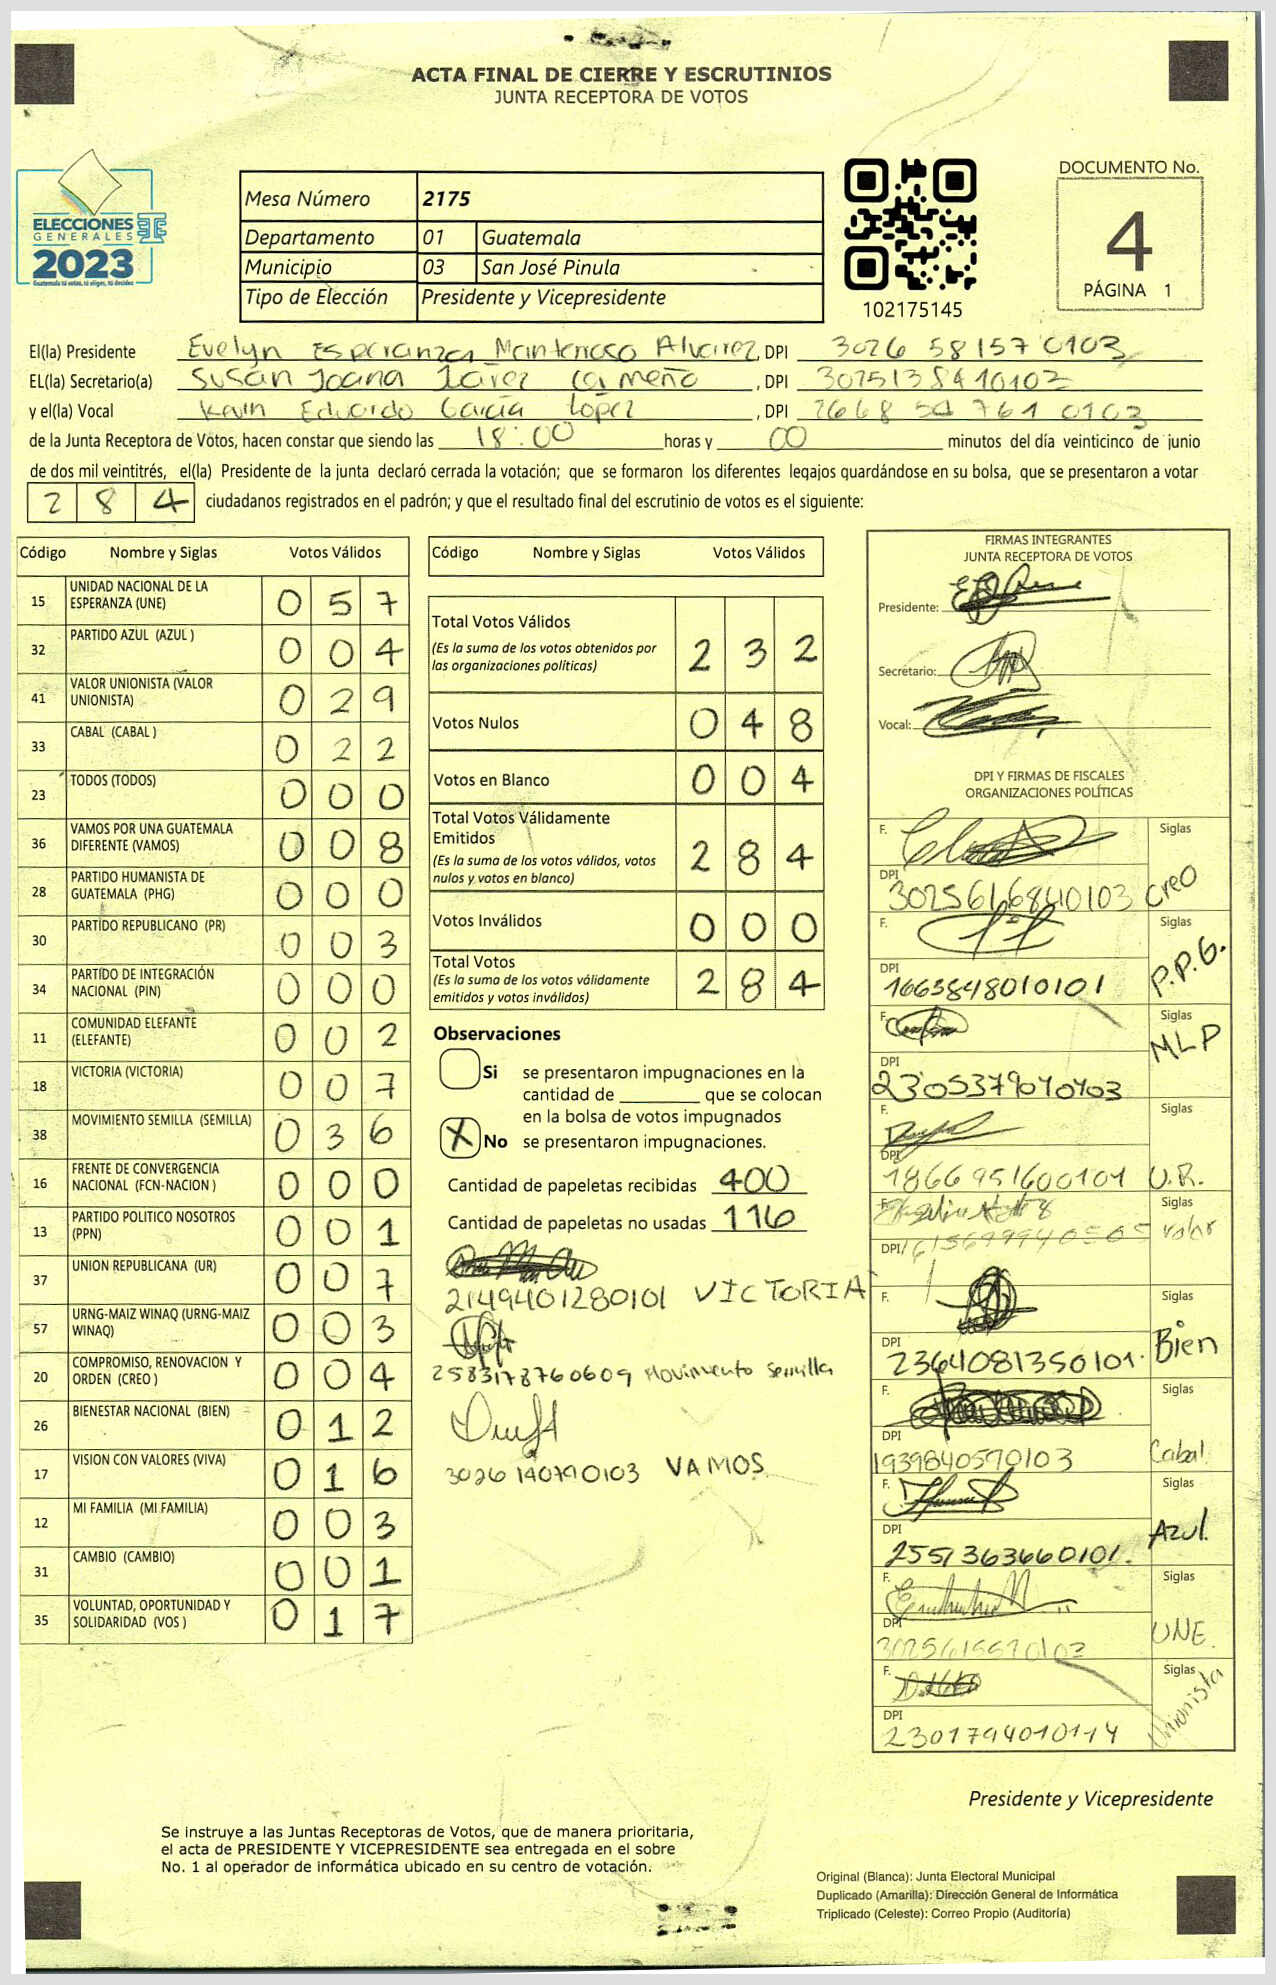 ACTA FINAL DE CIERRE Y ESCRUTINIOS
JUNTA RECEPTORA DE VOTOS
ELECCIONES
GENERALES
2023
Guatemala tú votas, tú eliges, tú decides
Mesa Número 2175
Departamento 01 Guatemala
Municipio 03 San José Pinula
Tipo de Elección Presidente y Vicepresidente
102175145
DOCUMENTO No.
4
PÁGINA 1
El(la) Presidente Evelyn Esperanza Manterroso Alvarez, DPI 3026 58157 0103
EL(la) Secretario(a) Susan Joana, DPI 3025138410103
y el(la) Vocal Kevin Eduardo García López, DPI 2668 50 761 0103
de la Junta Receptora de Votos, hacen constar que siendo las 18:00 horas y 00 minutos del día veinticinco de junio
de dos mil veintitrés, el(la) Presidente de la junta declaró cerrada la votación; que se formaron los diferentes legajos guardándose en su bolsa, que se presentaron a votar
2 8 4 ciudadanos registrados en el padrón; y que el resultado final del escrutinio de votos es el siguiente:
Código Nombre y Siglas Votos Válidos
15 UNIDAD NACIONAL DE LA ESPERANZA (UNE) 0 5 7
32 PARTIDO AZUL (AZUL ) 0 0 4
41 VALOR UNIONISTA (VALOR UNIONISTA) 0 2 9
33 CABAL (CABAL ) 0 2 2
23 TODOS (TODOS) 0 0 0
36 VAMOS POR UNA GUATEMALA DIFERENTE (VAMOS) 0 0 8
28 PARTIDO HUMANISTA DE GUATEMALA (PHG) 0 0 0
30 PARTIDO REPUBLICANO (PR) 0 0 3
34 PARTIDO DE INTEGRACIÓN NACIONAL (PIN) 0 0 0
11 COMUNIDAD ELEFANTE (ELEFANTE) 0 0 2
18 VICTORIA (VICTORIA) 0 0 7
38 MOVIMIENTO SEMILLA (SEMILLA) 0 3 6
16 FRENTE DE CONVERGENCIA NACIONAL (FCN-NACION ) 0 0 0
13 PARTIDO POLITICO NOSOTROS (PPN) 0 0 1
37 UNION REPUBLICANA (UR) 0 0 7
57 URNG-MAIZ WINAQ (URNG-MAIZ WINAQ) 0 0 3
20 COMPROMISO, RENOVACION Y ORDEN (CREO ) 0 0 4
26 BIENESTAR NACIONAL (BIEN) 0 1 2
17 VISION CON VALORES (VIVA) 0 1 6
12 MI FAMILIA (MI FAMILIA) 0 0 3
31 CAMBIO (CAMBIO) 0 0 1
35 VOLUNTAD, OPORTUNIDAD Y SOLIDARIDAD (VOS ) 0 1 7
Código Nombre y Siglas Votos Válidos
Total Votos Válidos 2 3 2
(Es la suma de los votos obtenidos por
las organizaciones políticas)
Votos Nulos 0 4 8
Votos en Blanco 0 0 4
Total Votos Válidamente
Emitidos 2 8 4
(Es la suma de los votos válidos, votos
nulos y votos en blanco)
Votos Inválidos 0 0 0
Total Votos 2 8 4
(Es la suma de los votos válidamente
emitidos y votos inválidos)
Observaciones
Si se presentaron impugnaciones en la
cantidad de ________ que se colocan
en la bolsa de votos impugnados
X No se presentaron impugnaciones.
Cantidad de papeletas recibidas 400
Cantidad de papeletas no usadas 116
2149401280101 VICTORIA
2583178760609 Movimiento Semilla
3026140790103 VAMOS
FIRMAS INTEGRANTES
JUNTA RECEPTORA DE VOTOS
Presidente:
Secretario:
Vocal:
DPI Y FIRMAS DE FISCALES
ORGANIZACIONES POLÍTICAS
F. Siglas
DPI 3025616840103 Creo
F. Siglas
DPI 1663848010101 P.P.G.
F. Siglas
DPI 2305379070403 MLP
F. Siglas
DPI 1866951600101 U.R.
F. Siglas
DPI Valor
F. Siglas
DPI 2364081350101. Bien
F. Siglas
DPI 1939840590103 Cabal.
F. Siglas
DPI 2551363660101. Azul.
F. Siglas
DPI 3025615570103 UNE.
F. Siglas
DPI 2301794010114 Unionista
Presidente y Vicepresidente
Se instruye a las Juntas Receptoras de Votos, que de manera prioritaria,
el acta de PRESIDENTE Y VICEPRESIDENTE sea entregada en el sobre
No. 1 al operador de informática ubicado en su centro de votación.
Original (Blanca): Junta Electoral Municipal
Duplicado (Amarilla): Dirección General de Informática
Triplicado (Celeste): Correo Propio (Auditoría)